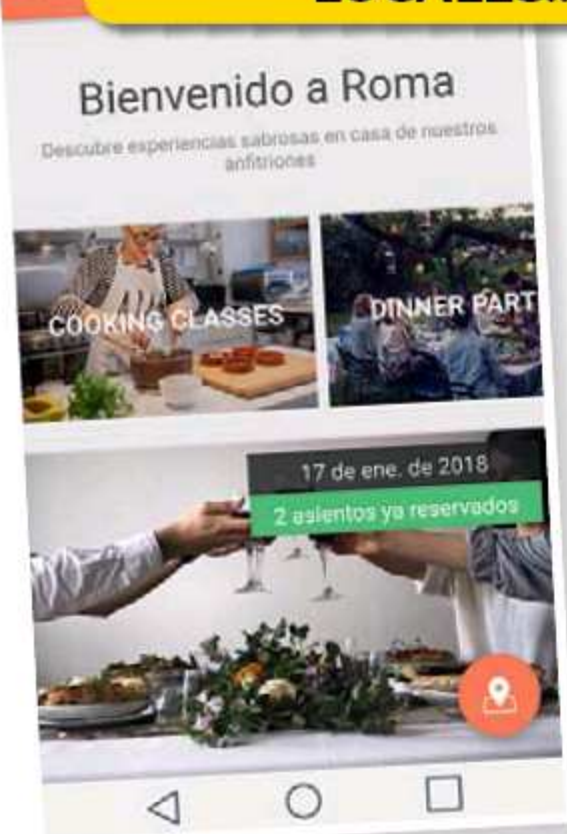 Bienvenido a Roma
Descubre experiencias sabrosas en casa de nuestros
anfitriones
COOKING CLASSES
DINNER PART
17 de ene. de 2018
2 asientos ya reservados